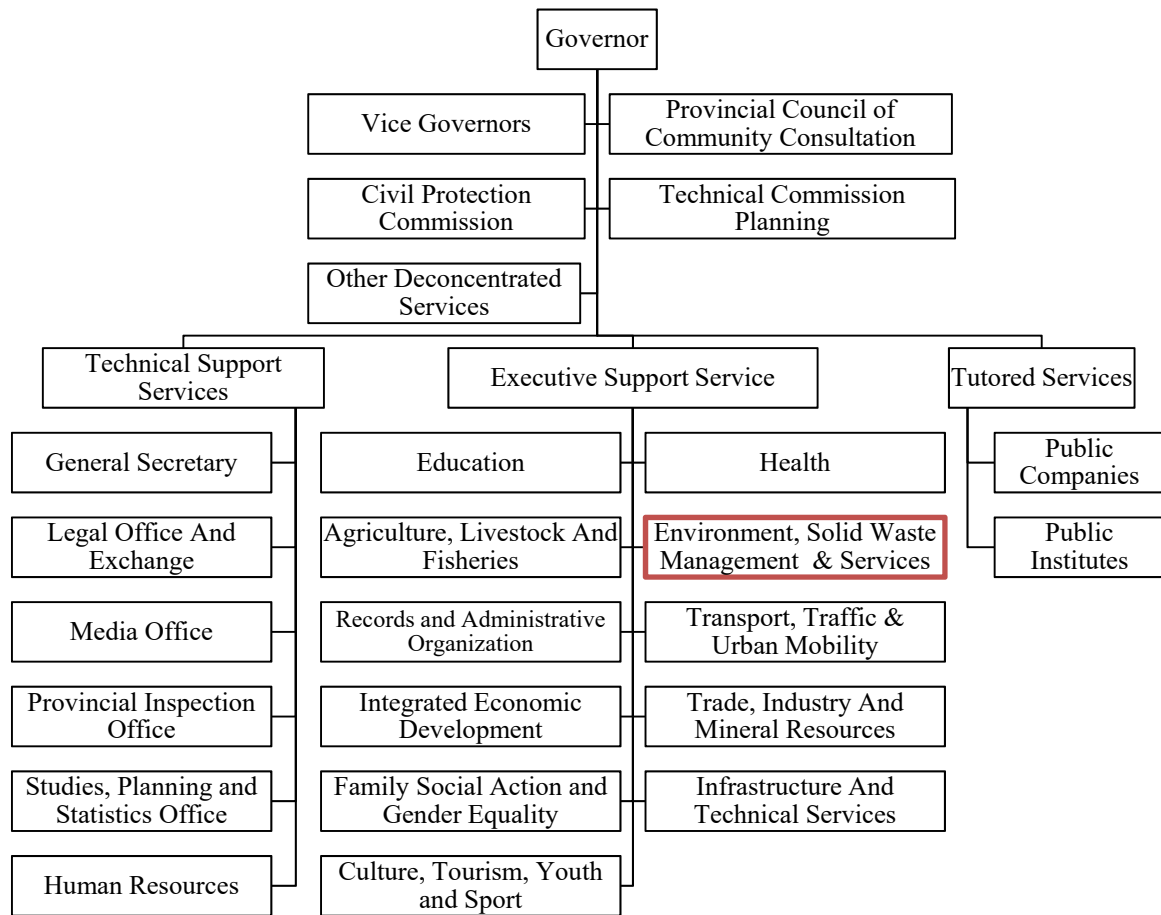 Governor
Vice Governors
Provincial Council of
Community Consultation
Civil Protection
Commission
Technical Commission
Planning
Other Deconcentrated
Services
Technical Support
Services
Executive Support Service
Tutored Services
General Secretary
Education
Health
Public
Companies
Legal Office And
Exchange
Agriculture, Livestock And
Fisheries
Environment, Solid Waste
Management & Services
Public
Institutes
Media Office
Records and Administrative
Organization
Transport, Traffic &
Urban Mobility
Provincial Inspection
Office
Integrated Economic
Development
Trade, Industry And
Mineral Resources
Studies, Planning and
Statistics Office
Family Social Action and
Gender Equality
Infrastructure And
Technical Services
Human Resources
Culture, Tourism, Youth
and Sport